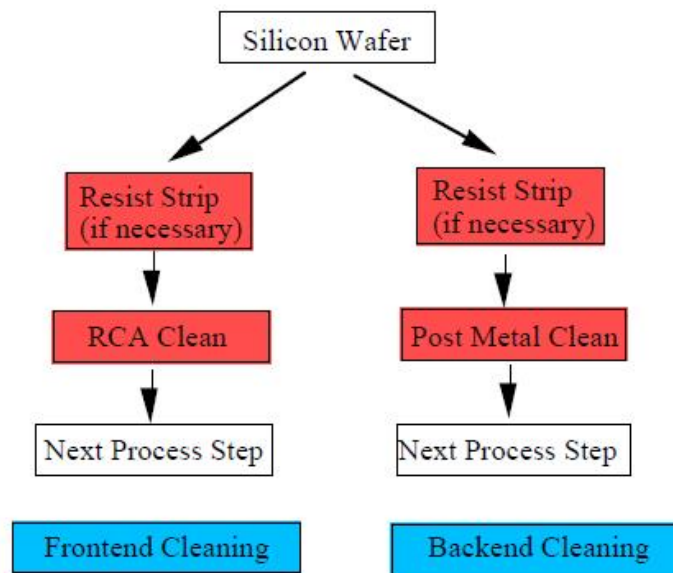 Silicon Wafer
Resist Strip
(if necessary)
Resist Strip
(if necessary)
RCA Clean
Post Metal Clean
Next Process Step
Next Process Step
Frontend Cleaning
Backend Cleaning